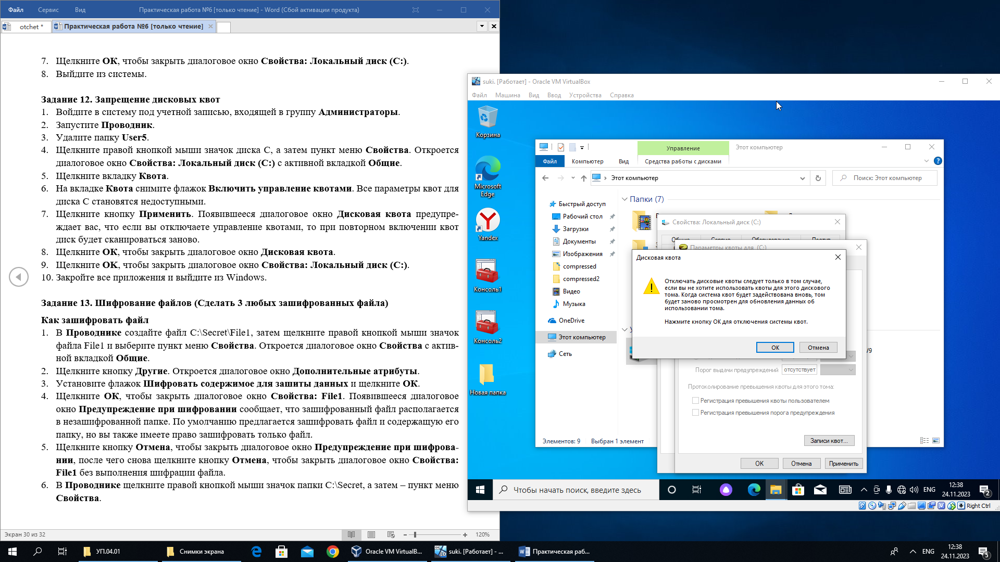 Файл Сервис Вид Практическая работа №6 [только чтение] - Word (Сбой активации продукта)
otchet * Практическая работа №6 [только чтение]
7. Щелкните ОК, чтобы закрыть диалоговое окно Свойства: Локальный диск (C:).
8. Выйдите из системы.
Задание 12. Запрещение дисковых квот
1. Войдите в систему под учетной записью, входящей в группу Администраторы.
2. Запустите Проводник.
3. Удалите папку User5.
4. Щелкните правой кнопкой мыши значок диска С, а затем пункт меню Свойства. Откроется
диалоговое окно Свойства: Локальный диск (C:) с активной вкладкой Общие.
5. Щелкните вкладку Квота.
6. На вкладке Квота снимите флажок Включить управление квотами. Все параметры квот для
диска С становятся недоступными.
7. Щелкните кнопку Применить. Появившееся диалоговое окно Дисковая квота предупре-
ждает вас, что если вы отключаете управление квотами, то при повторном включении квот
диск будет сканироваться заново.
8. Щелкните ОК, чтобы закрыть диалоговое окно Дисковая квота.
9. Щелкните ОК, чтобы закрыть диалоговое окно Свойства: Локальный диск (C:).
10. Закройте все приложения и выйдите из Windows.
Задание 13. Шифрование файлов (Сделать 3 любых зашифрованных файла)
Как зашифровать файл
1. В Проводнике создайте файл C:\Secret\File1, затем щелкните правой кнопкой мыши значок
файла File1 и выберите пункт меню Свойства. Откроется диалоговое окно Свойства с актив-
ной вкладкой Общие.
2. Щелкните кнопку Другие. Откроется диалоговое окно Дополнительные атрибуты.
3. Установите флажок Шифровать содержимое для зашиты данных и щелкните ОК.
4. Щелкните ОК, чтобы закрыть диалоговое окно Свойства: File1. Появившееся диалоговое
окно Предупреждение при шифровании сообщает, что зашифрованный файл располагается
в незашифрованной папке. По умолчанию предлагается зашифровать файл и содержащую его
папку, но вы также имеете право зашифровать только файл.
5. Щелкните кнопку Отмена, чтобы закрыть диалоговое окно Предупреждение при шифрова-
нии, после чего снова щелкните кнопку Отмена, чтобы закрыть диалоговое окно Свойства:
File1 без выполнения шифрации файла.
6. В Проводнике щелкните правой кнопкой мыши значок папки C:\Secret, а затем – пункт меню
Свойства.
Экран 30 из 32
120%
suki. [Работает] - Oracle VM VirtualBox
Файл Машина Вид Ввод Устройства Справка
Корзина
Microsoft
Edge
Yandex
Консоль1
Консоль2
Новая папка
Управление Этот компьютер
Файл Компьютер Вид Средства работы с дисками
Этот компьютер
Поиск: Этот компьютер
Быстрый доступ
Рабочий стол
Загрузки
Документы
Изображения
compressed
compressed2
Видео
Музыка
OneDrive
Этот компьютер
Сеть
Папки (7)
Элементов: 9 Выбран 1 элемент
Свойства: Локальный диск (C:)
Общие Сервис Оборудование Доступ
Параметры квоты для (C:)
Дисковая квота
Отключать дисковые квоты следует только в том случае,
если вы не хотите использовать квоты для этого дискового
тома. Когда система квот будет задействована вновь, том
будет заново просмотрен для обновления данных об
использовании тома.
Нажмите кнопку ОК для отключения системы квот.
ОК Отмена
Порог выдачи предупреждений отсутствует
Протоколирование превышения квоты для этого тома:
Регистрация превышения квоты пользователем
Регистрация превышения порога предупреждения
Записи квот...
ОК Отмена Применить
Чтобы начать поиск, введите здесь
ENG
12:38
24.11.2023
2
Right Ctrl
УП.04.01
Снимки экрана
Oracle VM VirtualB...
suki. [Работает] - ...
Практическая раб...
ENG
12:38
24.11.2023
5